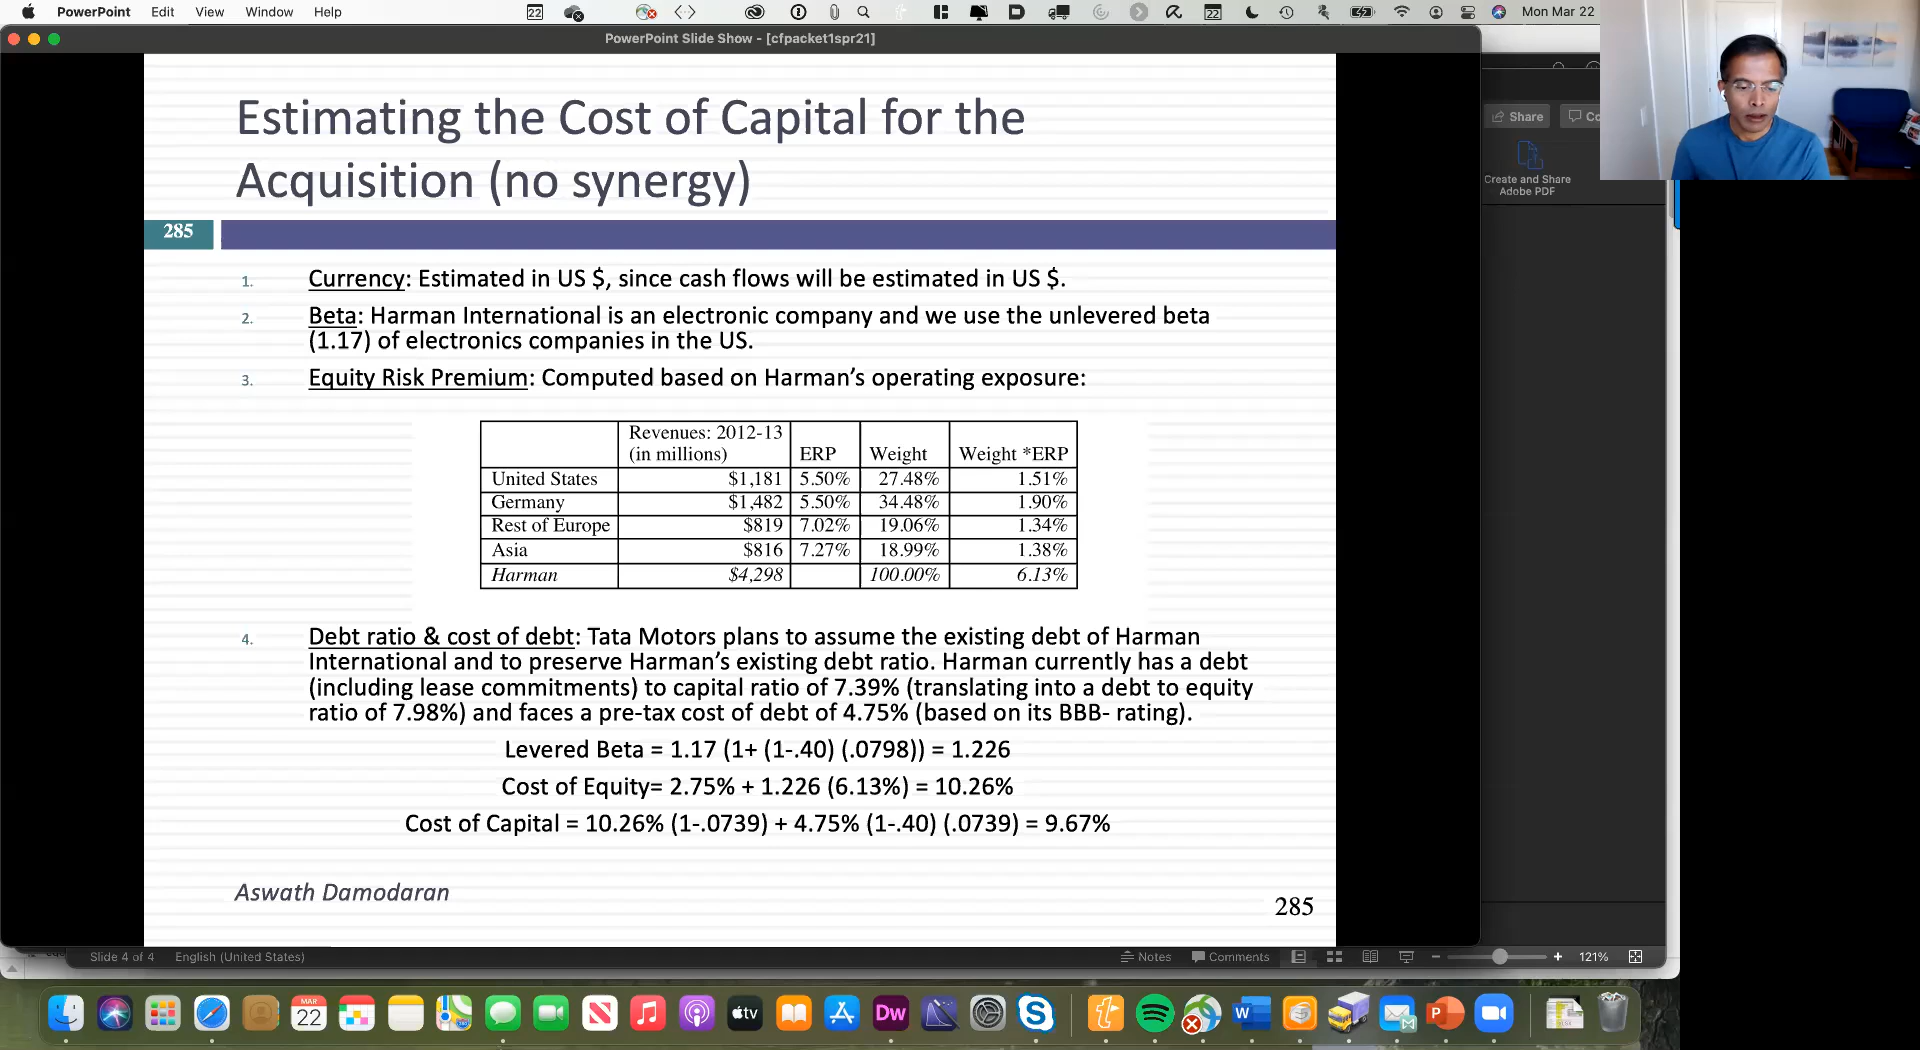 PowerPoint Edit View Window Help
22
22
Mon Mar 22
PowerPoint Slide Show - [cfpacket1spr21]
Share
Co
Create and Share
Adobe PDF
Estimating the Cost of Capital for the
Acquisition (no synergy)
285
1. Currency: Estimated in US $, since cash flows will be estimated in US $.
2. Beta: Harman International is an electronic company and we use the unlevered beta
(1.17) of electronics companies in the US.
3. Equity Risk Premium: Computed based on Harman's operating exposure:
Revenues: 2012-13
(in millions) ERP Weight Weight *ERP
United States $1,181 5.50% 27.48% 1.51%
Germany $1,482 5.50% 34.48% 1.90%
Rest of Europe $819 7.02% 19.06% 1.34%
Asia $816 7.27% 18.99% 1.38%
Harman $4,298 100.00% 6.13%
4. Debt ratio & cost of debt: Tata Motors plans to assume the existing debt of Harman
International and to preserve Harman's existing debt ratio. Harman currently has a debt
(including lease commitments) to capital ratio of 7.39% (translating into a debt to equity
ratio of 7.98%) and faces a pre-tax cost of debt of 4.75% (based on its BBB- rating).
Levered Beta = 1.17 (1+ (1-.40) (.0798)) = 1.226
Cost of Equity= 2.75% + 1.226 (6.13%) = 10.26%
Cost of Capital = 10.26% (1-.0739) + 4.75% (1-.40) (.0739) = 9.67%
Aswath Damodaran
285
Slide 4 of 4 English (United States) Notes Comments 121%
MAR
22
tv
Dw
W
P